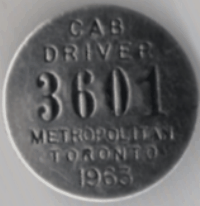 CAB
DRIVER
3601
METROPOLITAN
TORONTO
1963